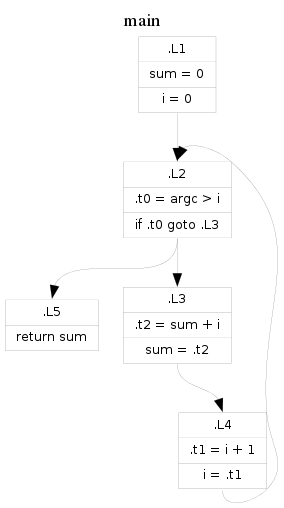 main
.L1
sum = 0
i = 0
.L2
.t0 = argc > i
if .t0 goto .L3
.L5
return sum
.L3
.t2 = sum + i
sum = .t2
.L4
.t1 = i + 1
i = .t1